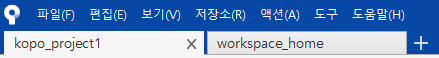 파일(F) 편집(E) 보기(V) 저장소(R) 액션(A) 도구 도움말(H)
kopo_project1 × workspace_home +